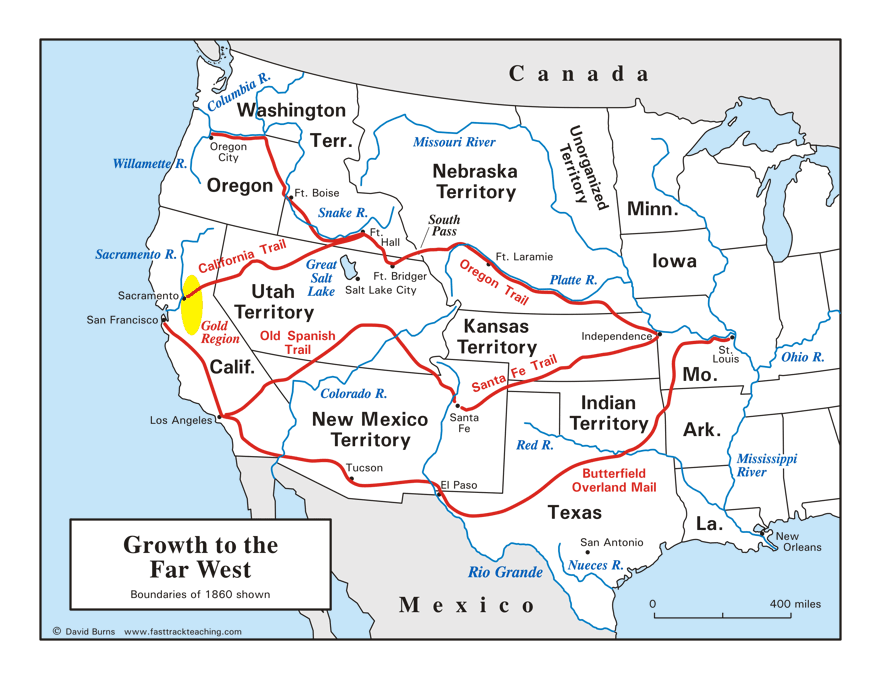 C a n a d a
Columbia R.
Washington
Terr.
Oregon
City
Willamette R.
Oregon
Ft. Boise
Snake R.
Missouri River
Nebraska
Territory
Unorganized
Territory
Minn.
South
Pass
Ft.
Hall
Sacramento R.
California Trail
Great
Salt
Lake
Ft. Bridger
Salt Lake City
Ft. Laramie
Oregon Trail
Platte R.
Iowa
Sacramento
San Francisco
Gold
Region
Utah
Territory
Old Spanish
Trail
Kansas
Territory
Independence
St.
Louis
Ohio R.
Calif.
Colorado R.
Santa Fe Trail
Mo.
Los Angeles
New Mexico
Territory
Santa
Fe
Indian
Territory
Ark.
Red R.
Mississippi
River
Tucson
El Paso
Butterfield
Overland Mail
Texas
La.
New
Orleans
San Antonio
Nueces R.
Rio Grande
M e x i c o
Growth to the
Far West
Boundaries of 1860 shown
0 400 miles
© David Burns www.fasttrackteaching.com